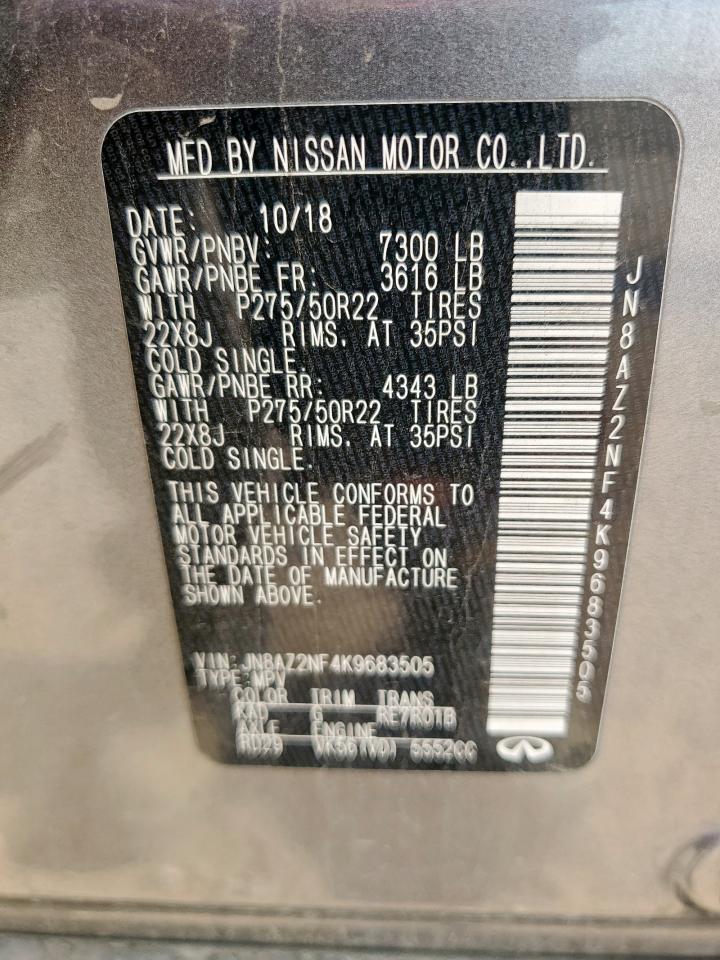 MFD BY NISSAN MOTOR CO.,LTD.
DATE: 10/18
GVWR/PNBV: 7300 LB
GAWR/PNBE FR: 3616 LB
WITH P275/50R22 TIRES
22X8J RIMS. AT 35PSI
COLD SINGLE.
GAWR/PNBE RR: 4343 LB
WITH P275/50R22 TIRES
22X8J RIMS. AT 35PSI
COLD SINGLE.
THIS VEHICLE CONFORMS TO
ALL APPLICABLE FEDERAL
MOTOR VEHICLE SAFETY
STANDARDS IN EFFECT ON
THE DATE OF MANUFACTURE
SHOWN ABOVE.
VIN:JN8AZ2NF4K9683505
TYPE:MPV
COLOR TRIM TRANS
KAD G RE7R01B
AXLE ENGINE
5552CC
JN8AZ2NF4K9683505